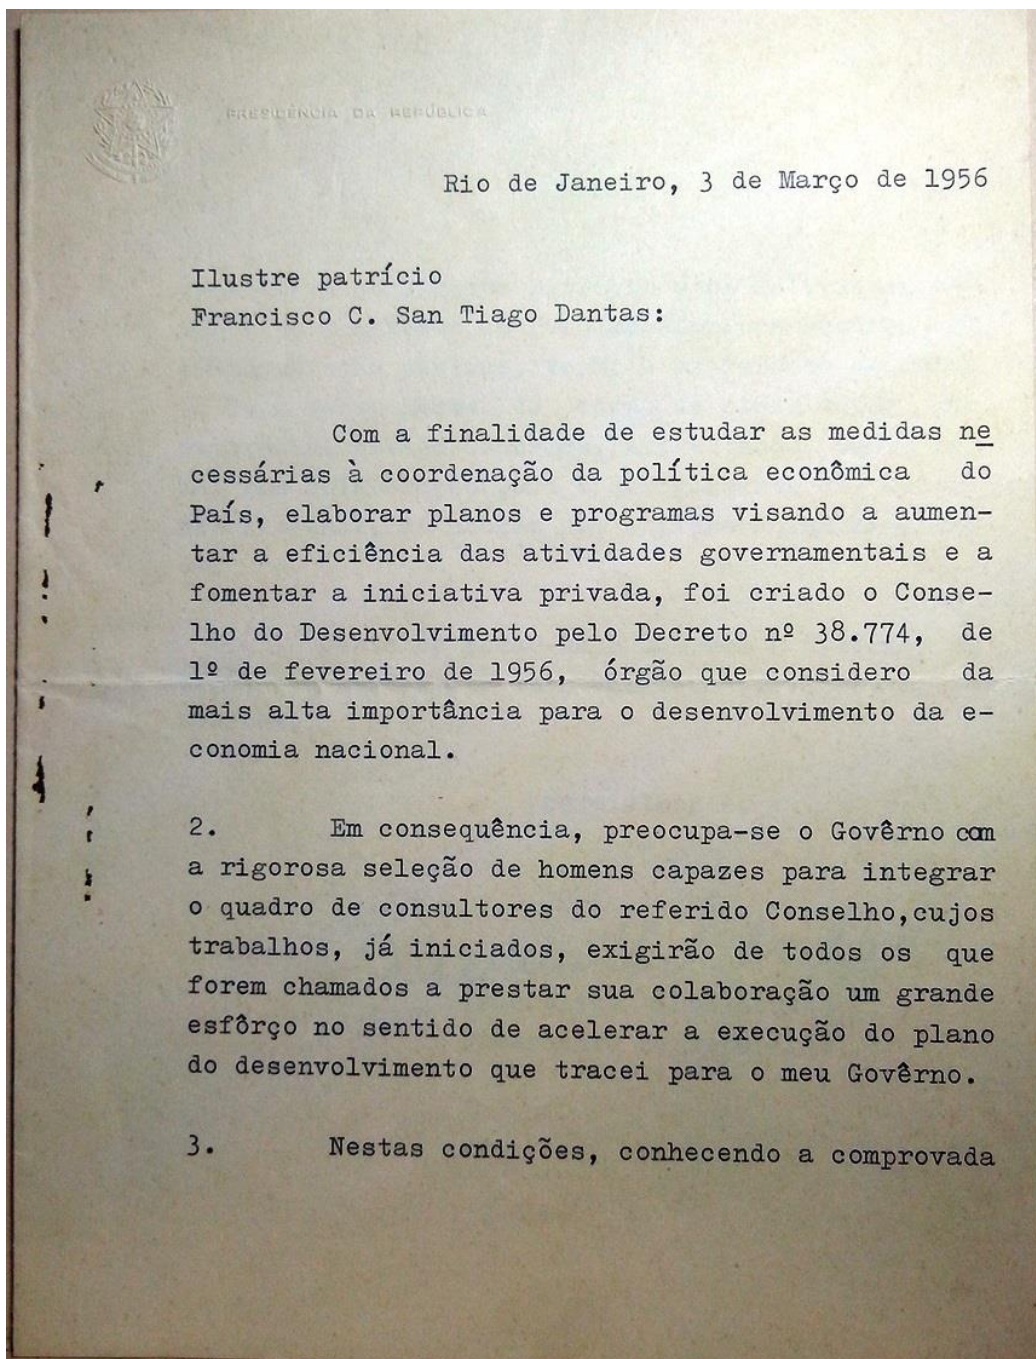 PRESIDÊNCIA DA REPÚBLICA
Rio de Janeiro, 3 de Março de 1956
Ilustre patrício
Francisco C. San Tiago Dantas:
Com a finalidade de estudar as medidas ne
cessárias à coordenação da política econômica do
País, elaborar planos e programas visando a aumen-
tar a eficiência das atividades governamentais e a
fomentar a iniciativa privada, foi criado o Conse-
lho do Desenvolvimento pelo Decreto nº 38.774, de
1º de fevereiro de 1956, órgão que considero da
mais alta importância para o desenvolvimento da e-
conomia nacional.
2. Em consequência, preocupa-se o Govêrno com
a rigorosa seleção de homens capazes para integrar
o quadro de consultores do referido Conselho,cujos
trabalhos, já iniciados, exigirão de todos os que
forem chamados a prestar sua colaboração um grande
esfôrço no sentido de acelerar a execução do plano
do desenvolvimento que tracei para o meu Govêrno.
3. Nestas condições, conhecendo a comprovada